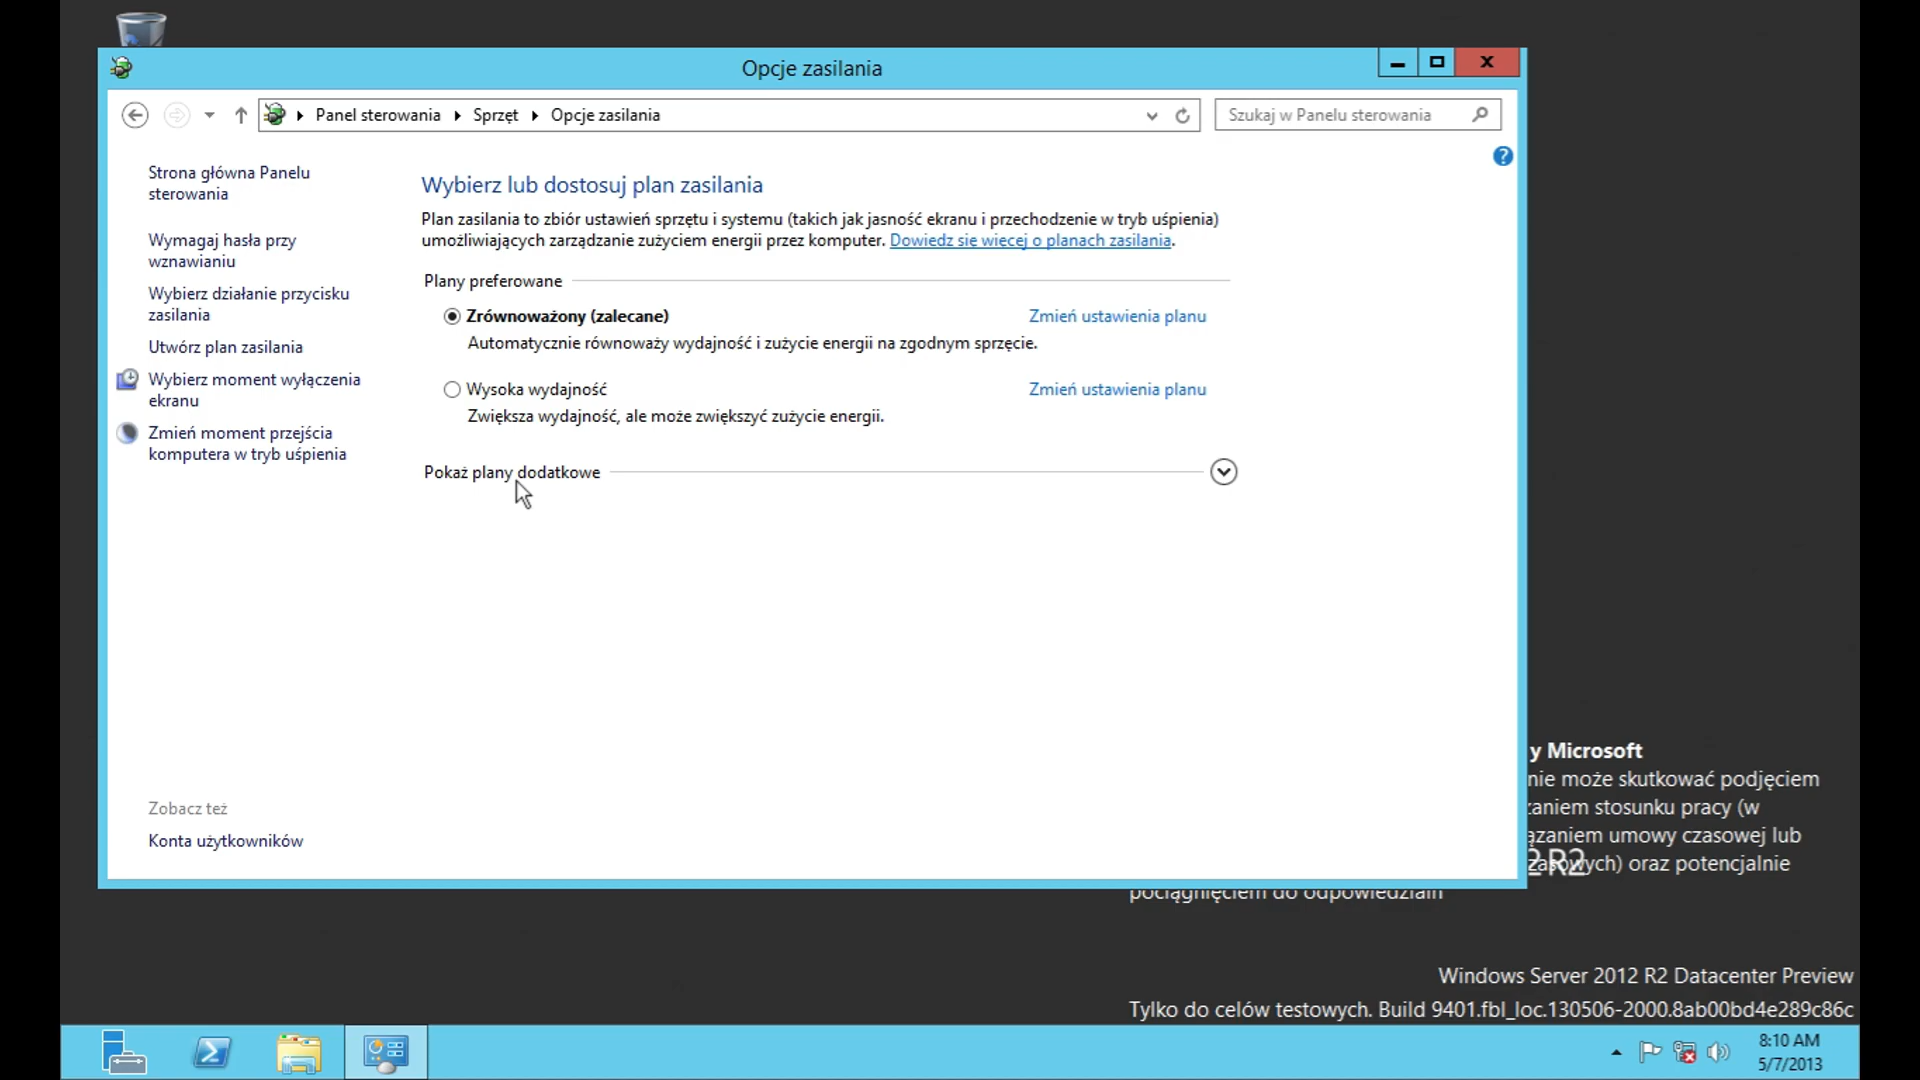 Opcje zasilania
Panel sterowania
Sprzęt
Opcje zasilania
Szukaj w Panelu sterowania
Strona główna Panelu
sterowania
Wymagaj hasła przy
wznawianiu
Wybierz działanie przycisku
zasilania
Utwórz plan zasilania
Wybierz moment wyłączenia
ekranu
Zmień moment przejścia
komputera w tryb uśpienia
Zobacz też
Konta użytkowników
Wybierz lub dostosuj plan zasilania
Plan zasilania to zbiór ustawień sprzętu i systemu (takich jak jasność ekranu i przechodzenie w tryb uśpienia)
umożliwiających zarządzanie zużyciem energii przez komputer. Dowiedz się więcej o planach zasilania.
Plany preferowane
Zrównoważony (zalecane) Zmień ustawienia planu
Automatycznie równoważy wydajność i zużycie energii na zgodnym sprzęcie.
Wysoka wydajność Zmień ustawienia planu
Zwiększa wydajność, ale może zwiększyć zużycie energii.
Pokaż plany dodatkowe
y Microsoft
nie może skutkować podjęciem
zaniem stosunku pracy (w
ązaniem umowy czasowej lub
zasowych) oraz potencjalnie
2 R2
pociągnięciem do odpowiedzialn
Windows Server 2012 R2 Datacenter Preview
Tylko do celów testowych. Build 9401.fbl_loc.130506-2000.8ab00bd4e289c86c
8:10 AM
5/7/2013